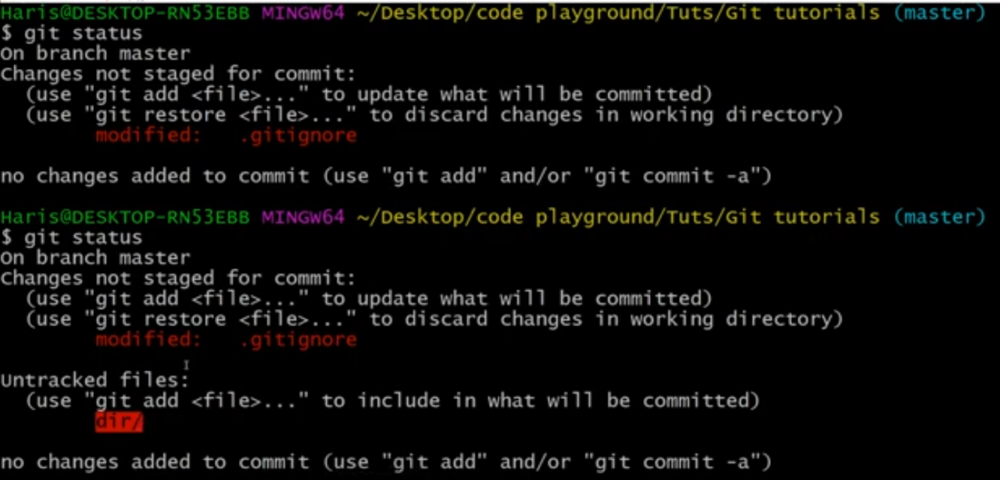 Haris@DESKTOP-RN53EBB MINGW64 ~/Desktop/code playground/Tuts/Git tutorials (master)
$ git status
On branch master
Changes not staged for commit:
  (use "git add <file>..." to update what will be committed)
  (use "git restore <file>..." to discard changes in working directory)
        modified:   .gitignore

no changes added to commit (use "git add" and/or "git commit -a")

Haris@DESKTOP-RN53EBB MINGW64 ~/Desktop/code playground/Tuts/Git tutorials (master)
$ git status
On branch master
Changes not staged for commit:
  (use "git add <file>..." to update what will be committed)
  (use "git restore <file>..." to discard changes in working directory)
        modified:   .gitignore

Untracked files:
  (use "git add <file>..." to include in what will be committed)
        dir/

no changes added to commit (use "git add" and/or "git commit -a")